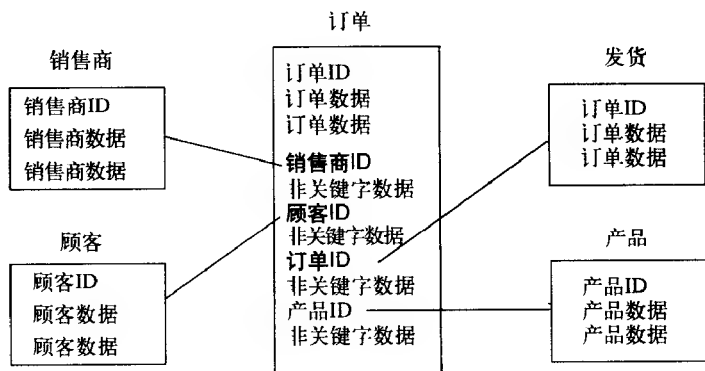 订单
销售商
销售商ID
销售商数据
销售商数据
顾客
顾客ID
顾客数据
顾客数据
订单ID
订单数据
订单数据
销售商ID
非关键字数据
顾客ID
非关键字数据
订单ID
非关键字数据
产品ID
非关键字数据
发货
订单ID
订单数据
订单数据
产品
产品ID
产品数据
产品数据